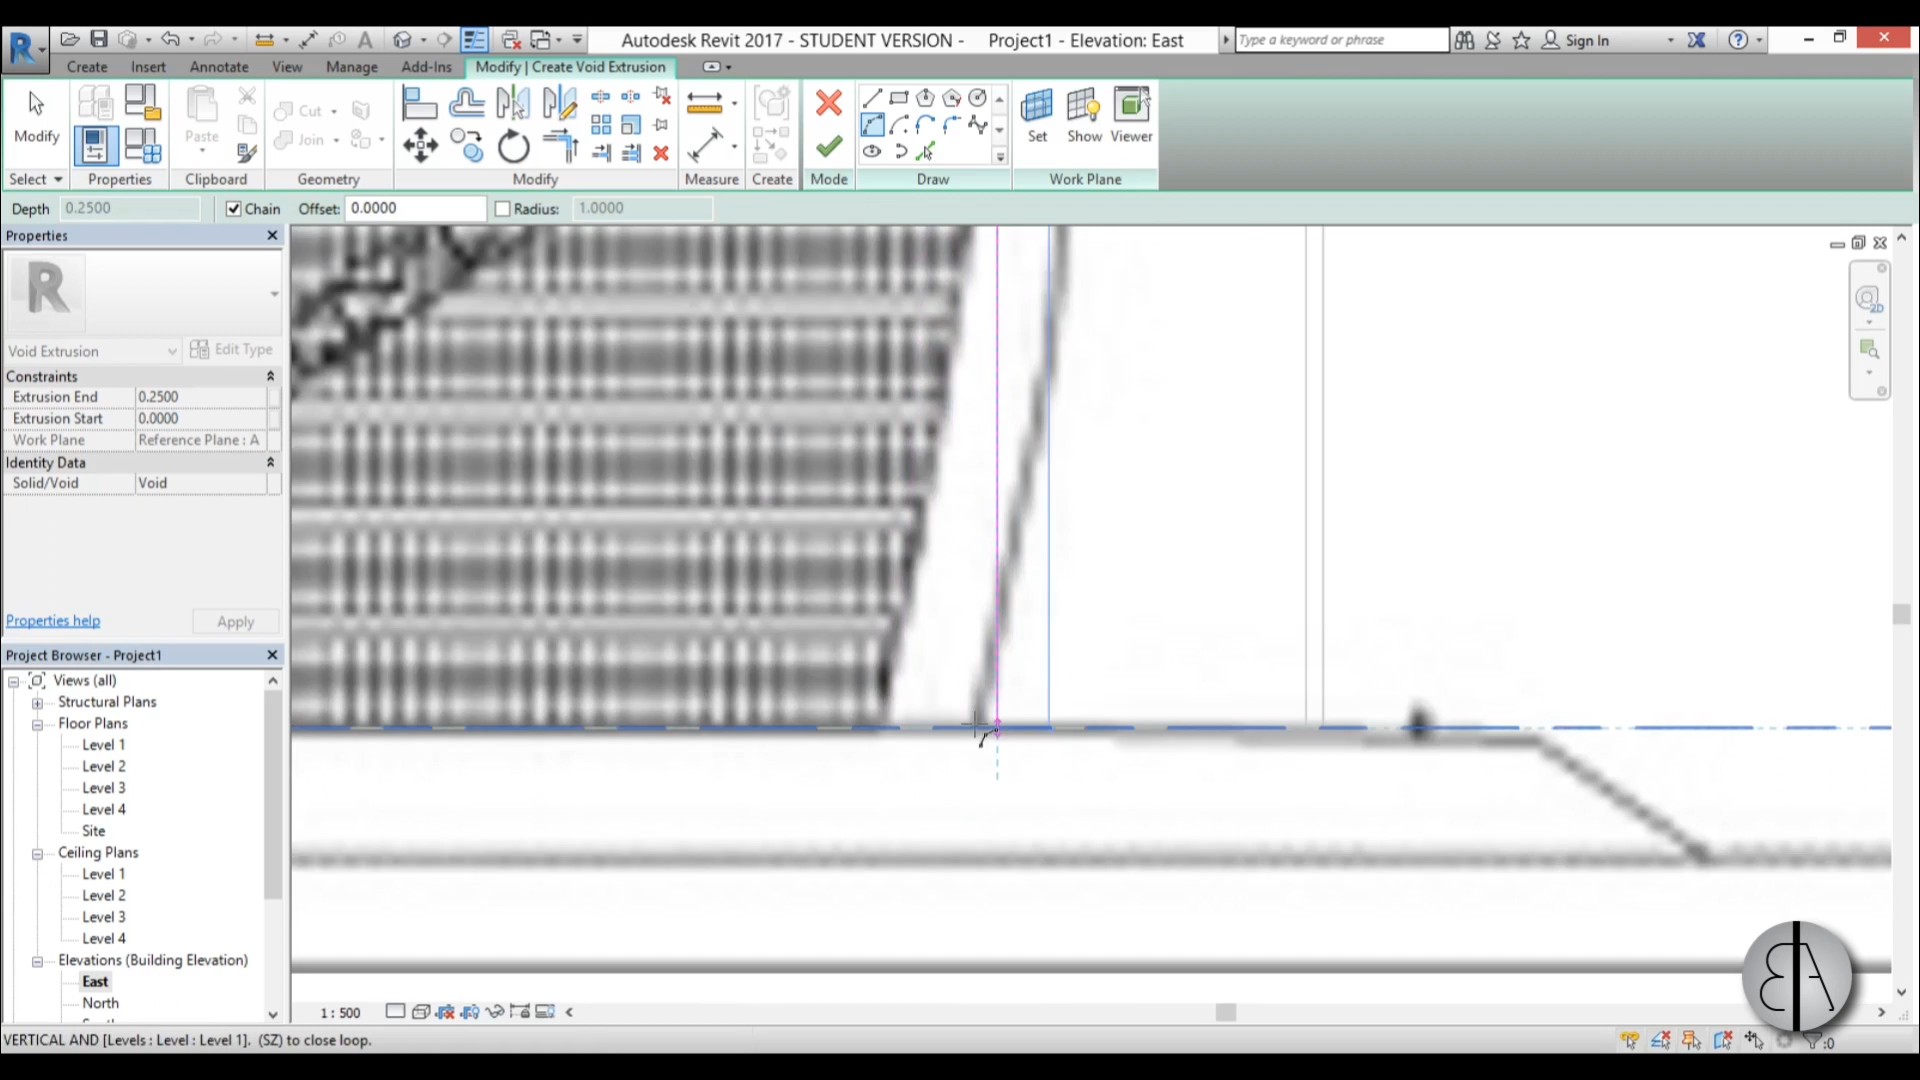 Autodesk Revit 2017 - STUDENT VERSION - Project1 - Elevation: East
Type a keyword or phrase
Sign In
Create Insert Annotate View Manage Add-Ins Modify | Create Void Extrusion
Modify
Paste
Cut
Join
Set Show Viewer
Select Properties Clipboard Geometry Modify Measure Create Mode Draw Work Plane
Depth 0.2500 Chain Offset: 0.0000 Radius: 1.0000
Properties
R
Void Extrusion Edit Type
Constraints
Extrusion End 0.2500
Extrusion Start 0.0000
Work Plane Reference Plane : A
Identity Data
Solid/Void Void
Properties help Apply
Project Browser - Project1
Views (all)
Structural Plans
Floor Plans
Level 1
Level 2
Level 3
Level 4
Site
Ceiling Plans
Level 1
Level 2
Level 3
Level 4
Elevations (Building Elevation)
East
North
1 : 500
VERTICAL AND [Levels : Level : Level 1]. (SZ) to close loop.
:0